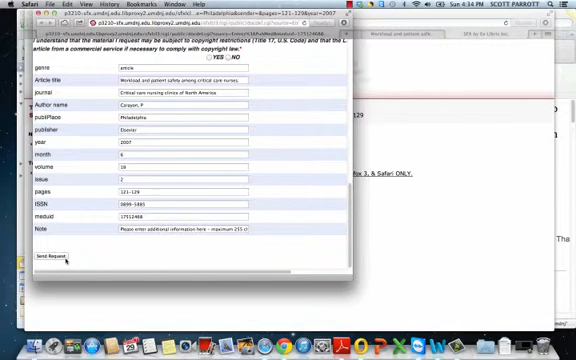 Safari File Edit View History Bookmarks Window Help
Sun 4:34 PM SCOTT PARROTT
I understand that the material I request may be subject to copyright restrictions (Title 17, U.S. Code) and that the L
article from a commercial service if necessary to comply with copyright law.*
YES NO
genre article
Article title Workload and patient safety among critical care nurses.
journal Critical care nursing clinics of North America
Author name Carayon, P
publPlace Philadelphia
publisher Elsevier
year 2007
month 6
volume 19
issue 2
pages 121-129
ISSN 0899-5885
meduid 17512468
Note Please enter additional information here - maximum 255 ch
Send Request
SFX by Ex Libris Inc.
129
fox 3, & Safari ONLY.
Tha